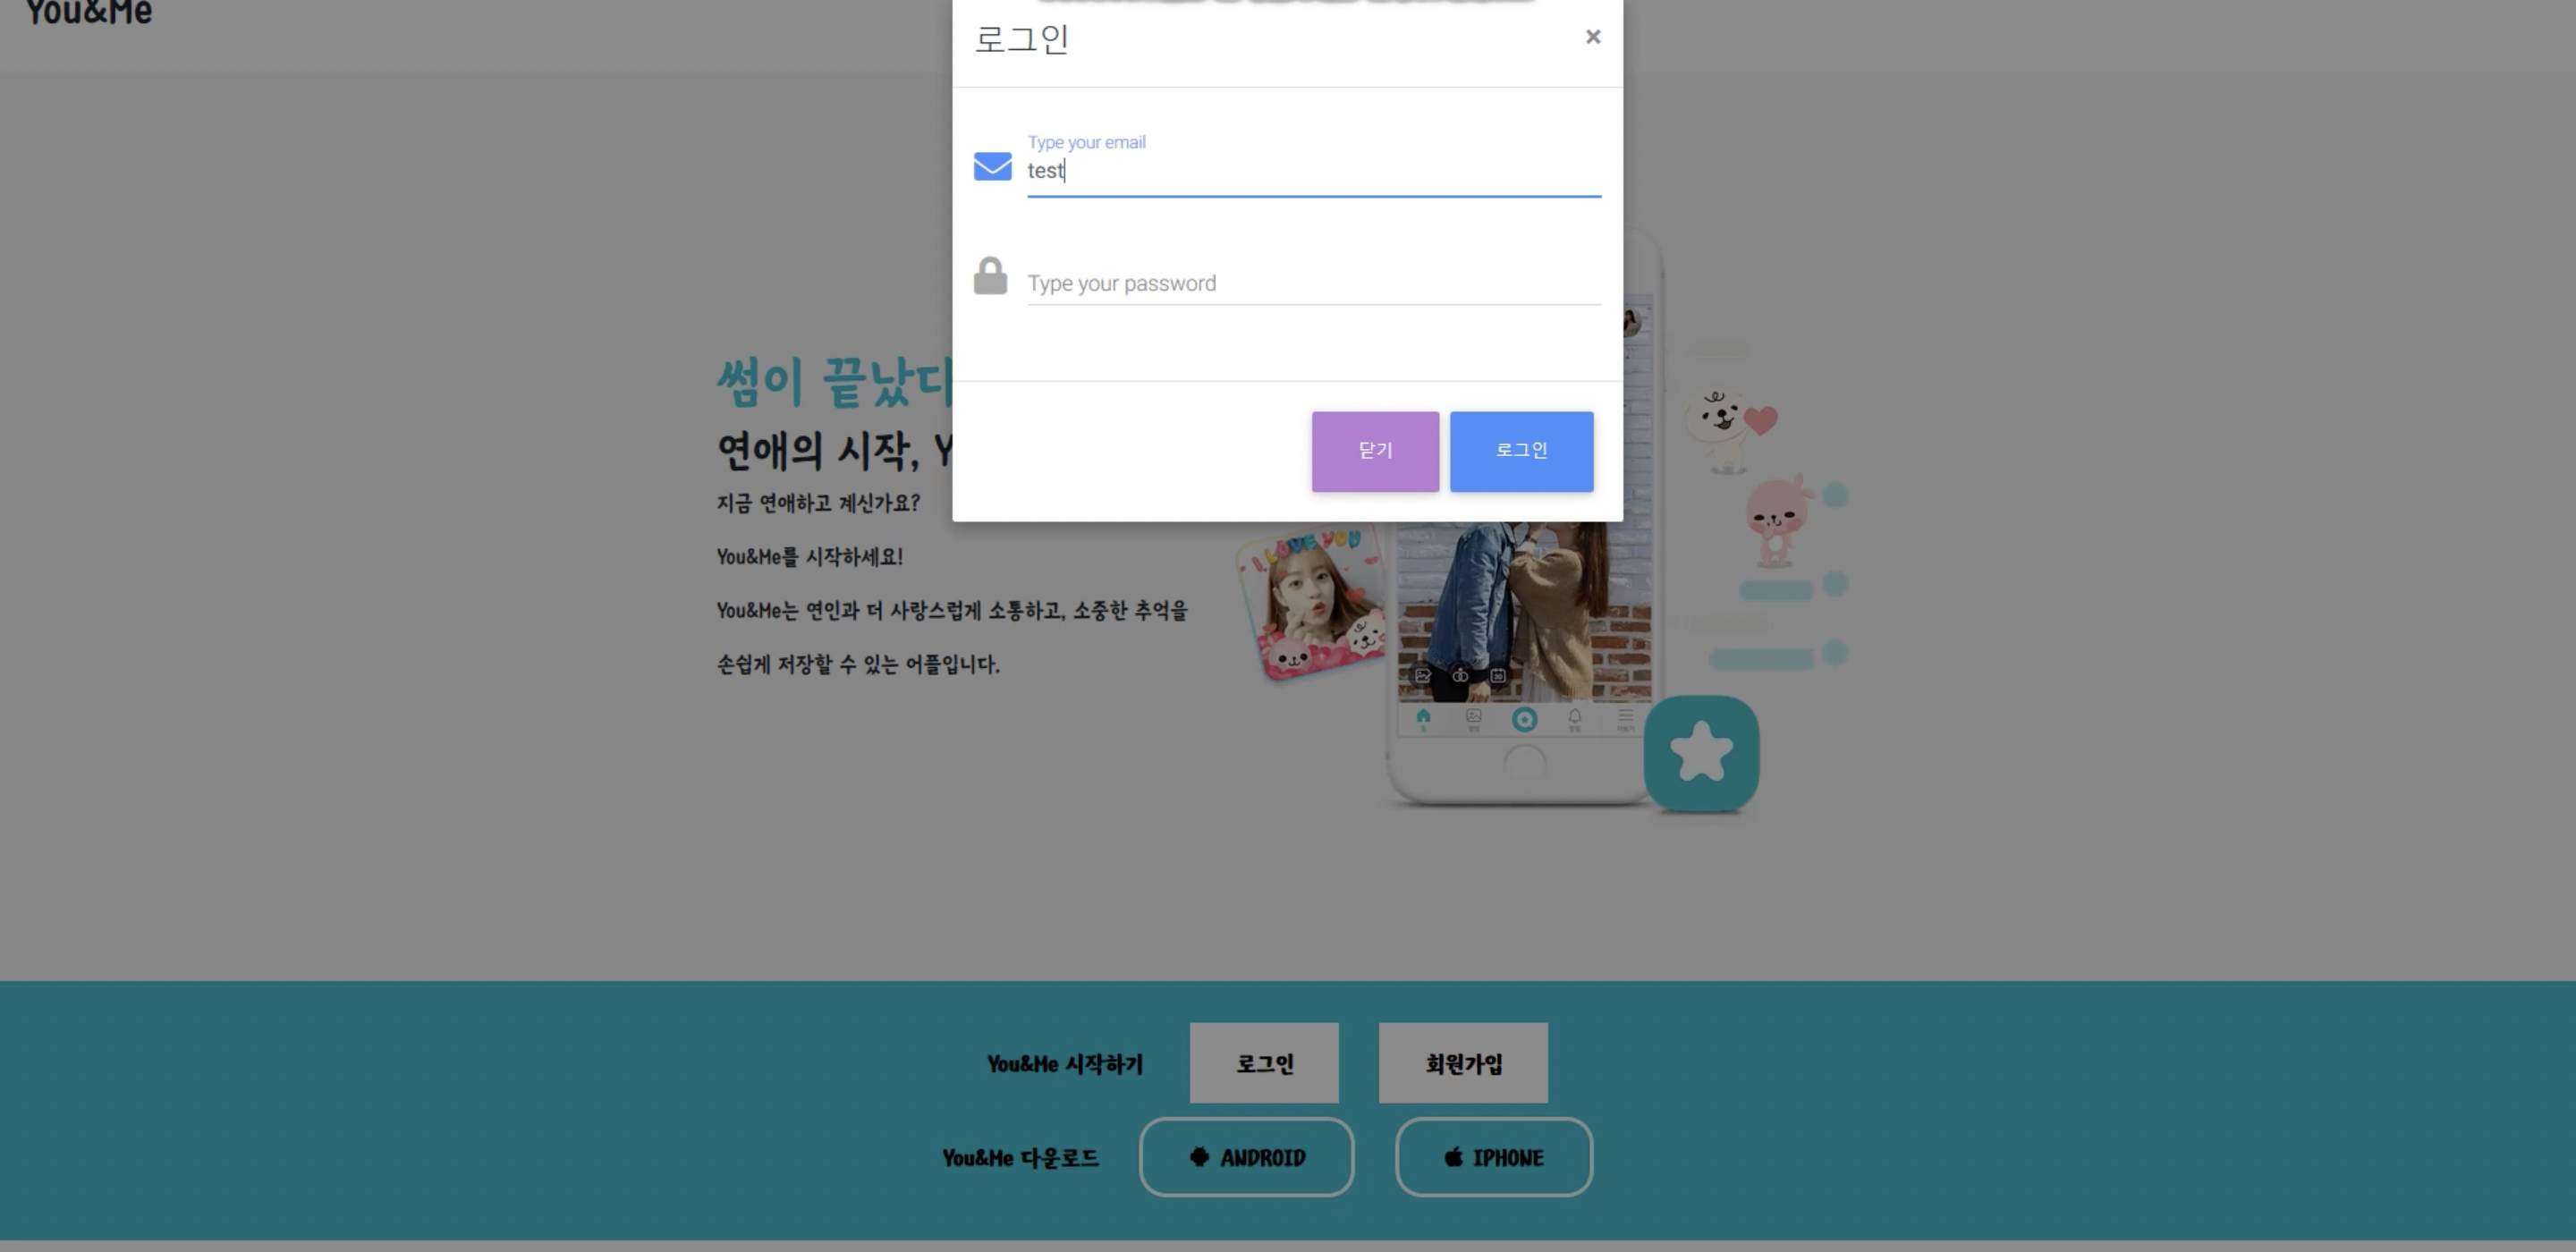 You&Me
로그인
×
Type your email
test
Type your password
닫기
로그인
썸이 끝났다
연애의 시작, Y
지금 연애하고 계신가요?
You&Me를 시작하세요!
You&Me는 연인과 더 사랑스럽게 소통하고, 소중한 추억을
손쉽게 저장할 수 있는 어플입니다.
I LOVE YOU
You&Me 시작하기
로그인
회원가입
You&Me 다운로드
ANDROID
IPHONE